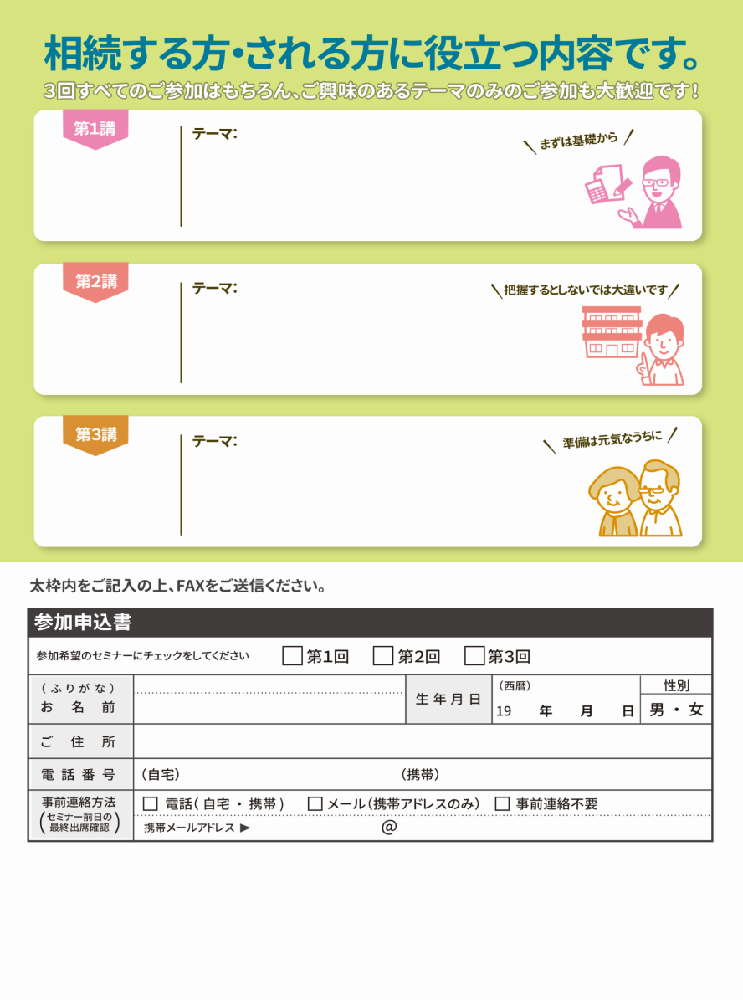 相続する方・される方に役立つ内容です。
3回すべてのご参加はもちろん、ご興味のあるテーマのみのご参加も大歓迎です！
第1講
テーマ：
まずは基礎から
第2講
テーマ：
把握するとしないでは大違いです
第3講
テーマ：
準備は元気なうちに
太枠内をご記入の上、FAXをご送信ください。
参加申込書
参加希望のセミナーにチェックをしてください □第1回 □第2回 □第3回
（ふりがな）
お名前
生年月日
（西暦）
19 年 月 日
性別
男・女
ご住所
電話番号 （自宅） （携帯）
事前連絡方法
（セミナー前日の
最終出席確認）
□ 電話（自宅・携帯） □メール（携帯アドレスのみ） □ 事前連絡不要
携帯メールアドレス ▶ @